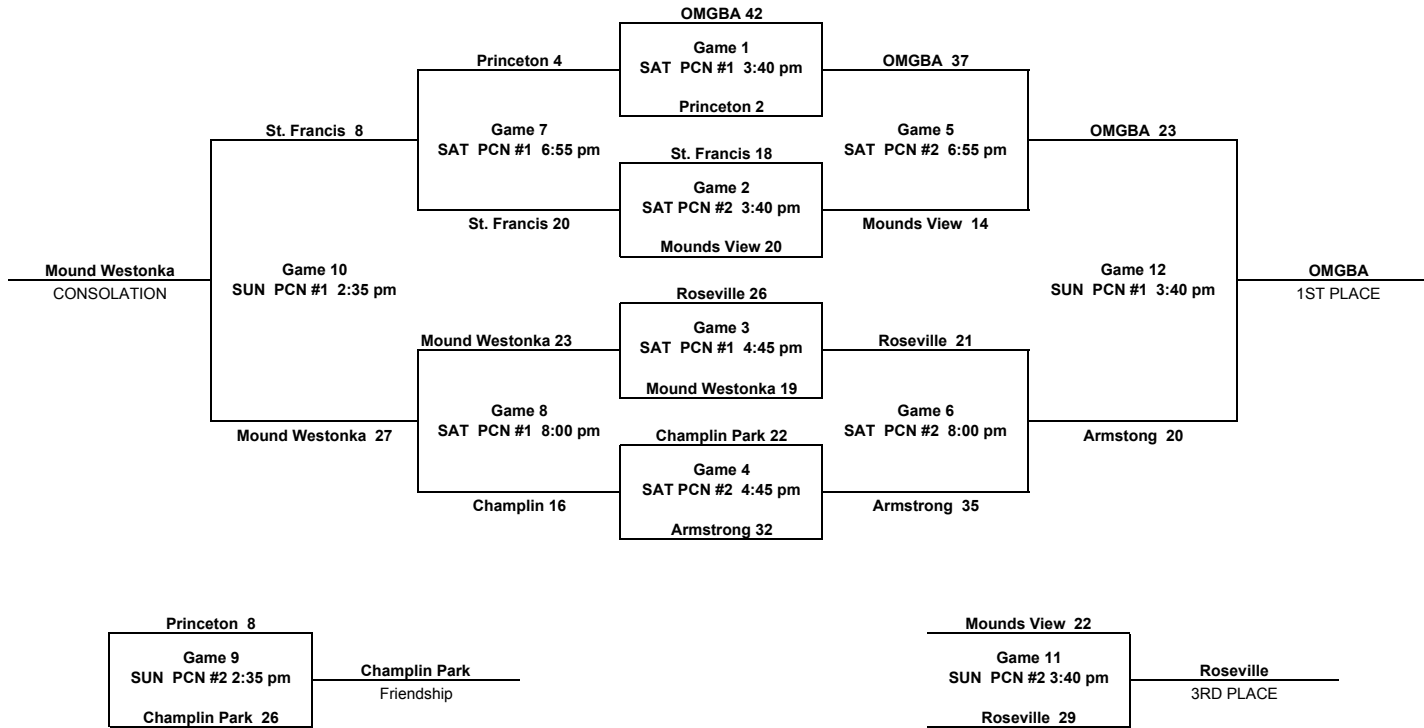 OMGBA 42
Game 1
SAT PCN #1 3:40 pm
Princeton 2
Princeton 4
OMGBA 37
St. Francis 8
Game 7
SAT PCN #1 6:55 pm
Game 5
SAT PCN #2 6:55 pm
OMGBA 23
St. Francis 18
Game 2
SAT PCN #2 3:40 pm
Mounds View 20
St. Francis 20
Mounds View 14
Mound Westonka
CONSOLATION
Game 10
SUN PCN #1 2:35 pm
Game 12
SUN PCN #1 3:40 pm
OMGBA
1ST PLACE
Roseville 26
Game 3
SAT PCN #1 4:45 pm
Mound Westonka 19
Mound Westonka 23
Roseville 21
Mound Westonka 27
Game 8
SAT PCN #1 8:00 pm
Game 6
SAT PCN #2 8:00 pm
Armstong 20
Champlin Park 22
Game 4
SAT PCN #2 4:45 pm
Armstrong 32
Champlin 16
Armstrong 35
Princeton 8
Game 9
SUN PCN #2 2:35 pm
Champlin Park 26
Champlin Park
Friendship
Mounds View 22
Game 11
SUN PCN #2 3:40 pm
Roseville 29
Roseville
3RD PLACE